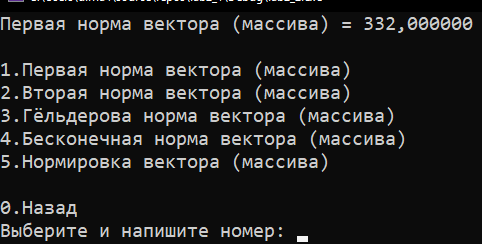 Первая норма вектора (массива) = 332,000000
1.Первая норма вектора (массива)
2.Вторая норма вектора (массива)
3.Гёльдерова норма вектора (массива)
4.Бесконечная норма вектора (массива)
5.Нормировка вектора (массива)
0.Назад
Выберите и напишите номер: